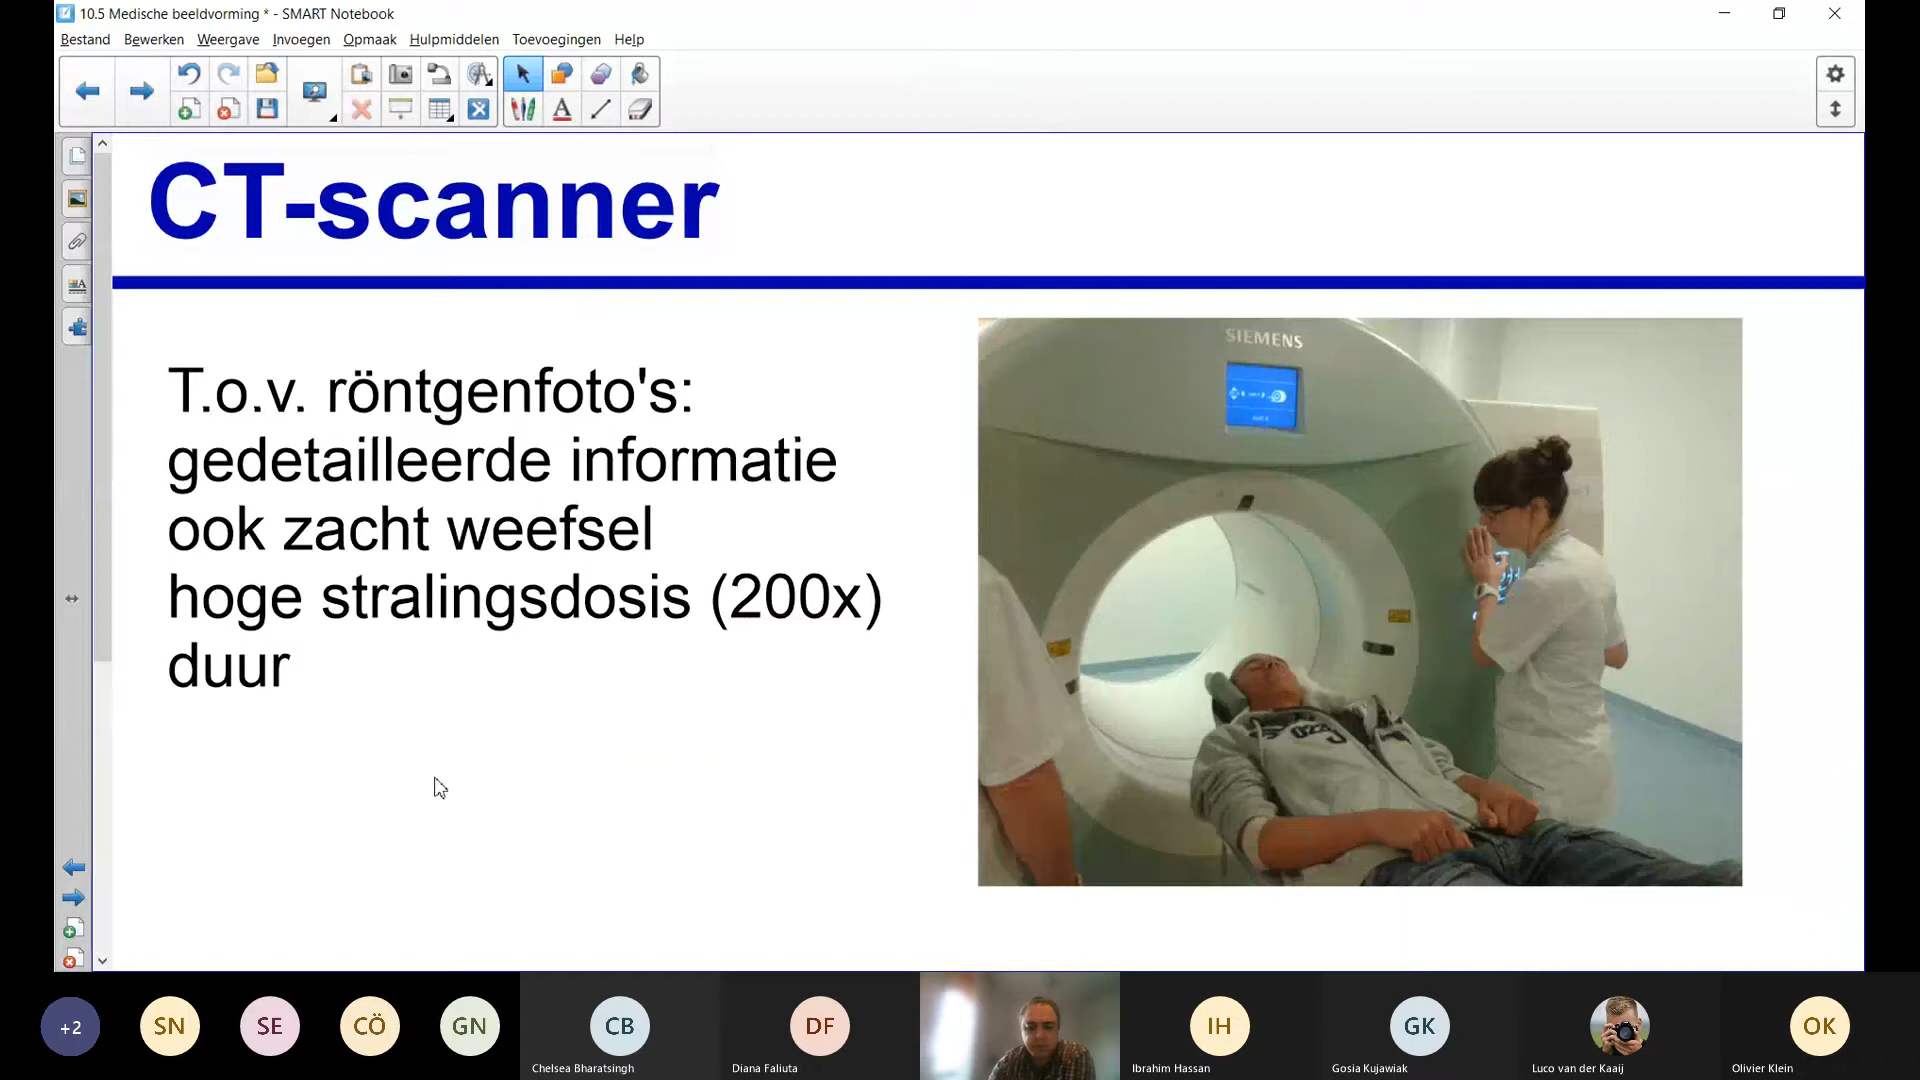 10.5 Medische beeldvorming * - SMART Notebook
Bestand Bewerken Weergave Invoegen Opmaak Hulpmiddelen Toevoegingen Help
CT-scanner
T.o.v. röntgenfoto's:
gedetailleerde informatie
ook zacht weefsel
hoge stralingsdosis (200x)
duur
SIEMENS
+2 SN SE CÖ GN CB DF IH GK OK
Chelsea Bharatsingh Diana Faliuta Ibrahim Hassan Gosia Kujawiak Luco van der Kaaij Olivier Klein